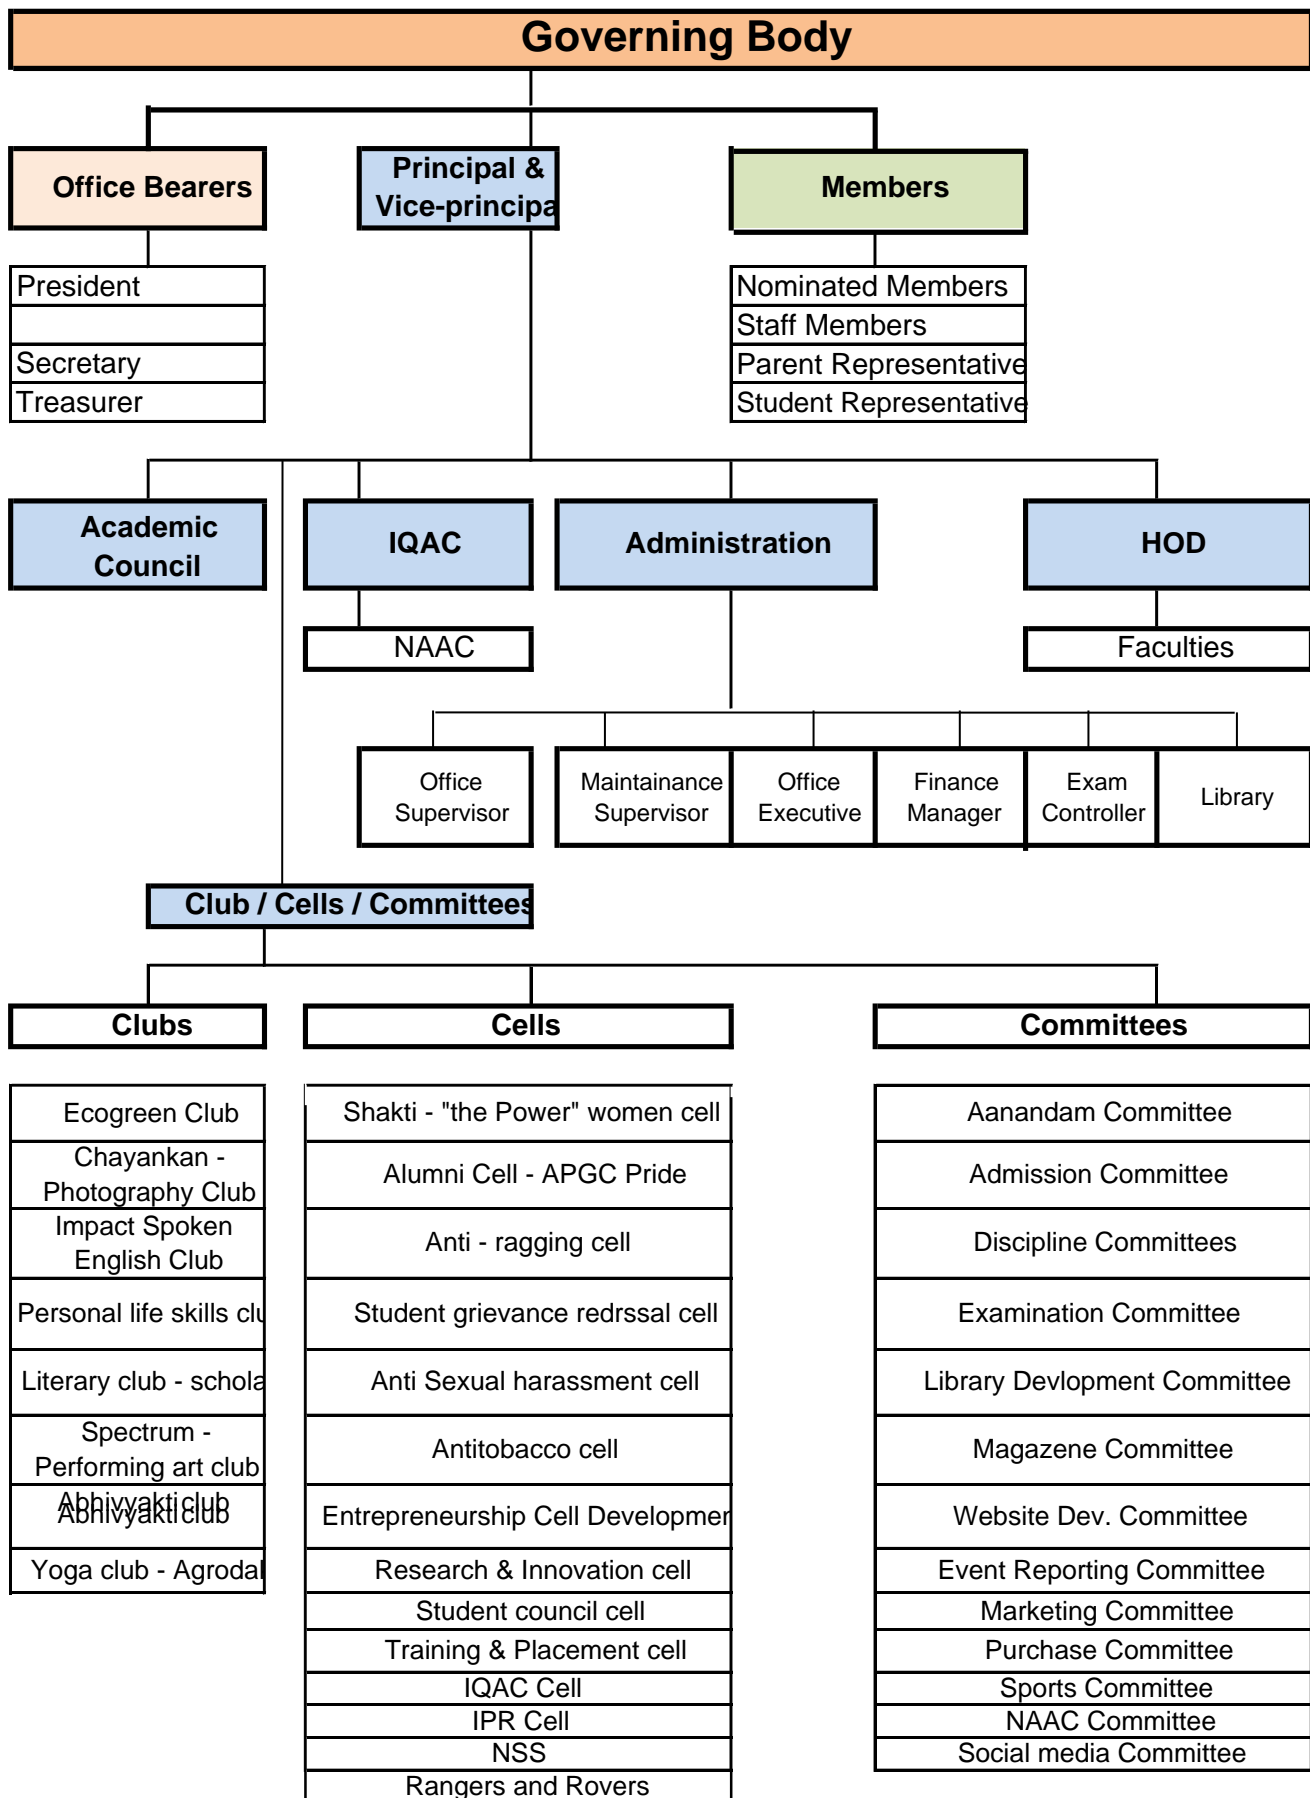 Governing Body
Office Bearers
Principal &
Vice-principa
Members
President
Secretary
Treasurer
Nominated Members
Staff Members
Parent Representative
Student Representative
Academic
Council
IQAC
Administration
HOD
NAAC
Faculties
Office
Supervisor
Maintainance
Supervisor
Office
Executive
Finance
Manager
Exam
Controller
Library
Club / Cells / Committees
Clubs
Cells
Committees
Ecogreen Club
Chayankan -
Photography Club
Impact Spoken
English Club
Personal life skills clu
Literary club - schola
Spectrum -
Performing art club
Abhivyakti club
Abhivyakti club
Yoga club - Agrodal
Shakti - "the Power" women cell
Alumni Cell - APGC Pride
Anti - ragging cell
Student grievance redrssal cell
Anti Sexual harassment cell
Antitobacco cell
Entrepreneurship Cell Developmen
Research & Innovation cell
Student council cell
Training & Placement cell
IQAC Cell
IPR Cell
NSS
Rangers and Rovers
Aanandam Committee
Admission Committee
Discipline Committees
Examination Committee
Library Devlopment Committee
Magazene Committee
Website Dev. Committee
Event Reporting Committee
Marketing Committee
Purchase Committee
Sports Committee
NAAC Committee
Social media Committee